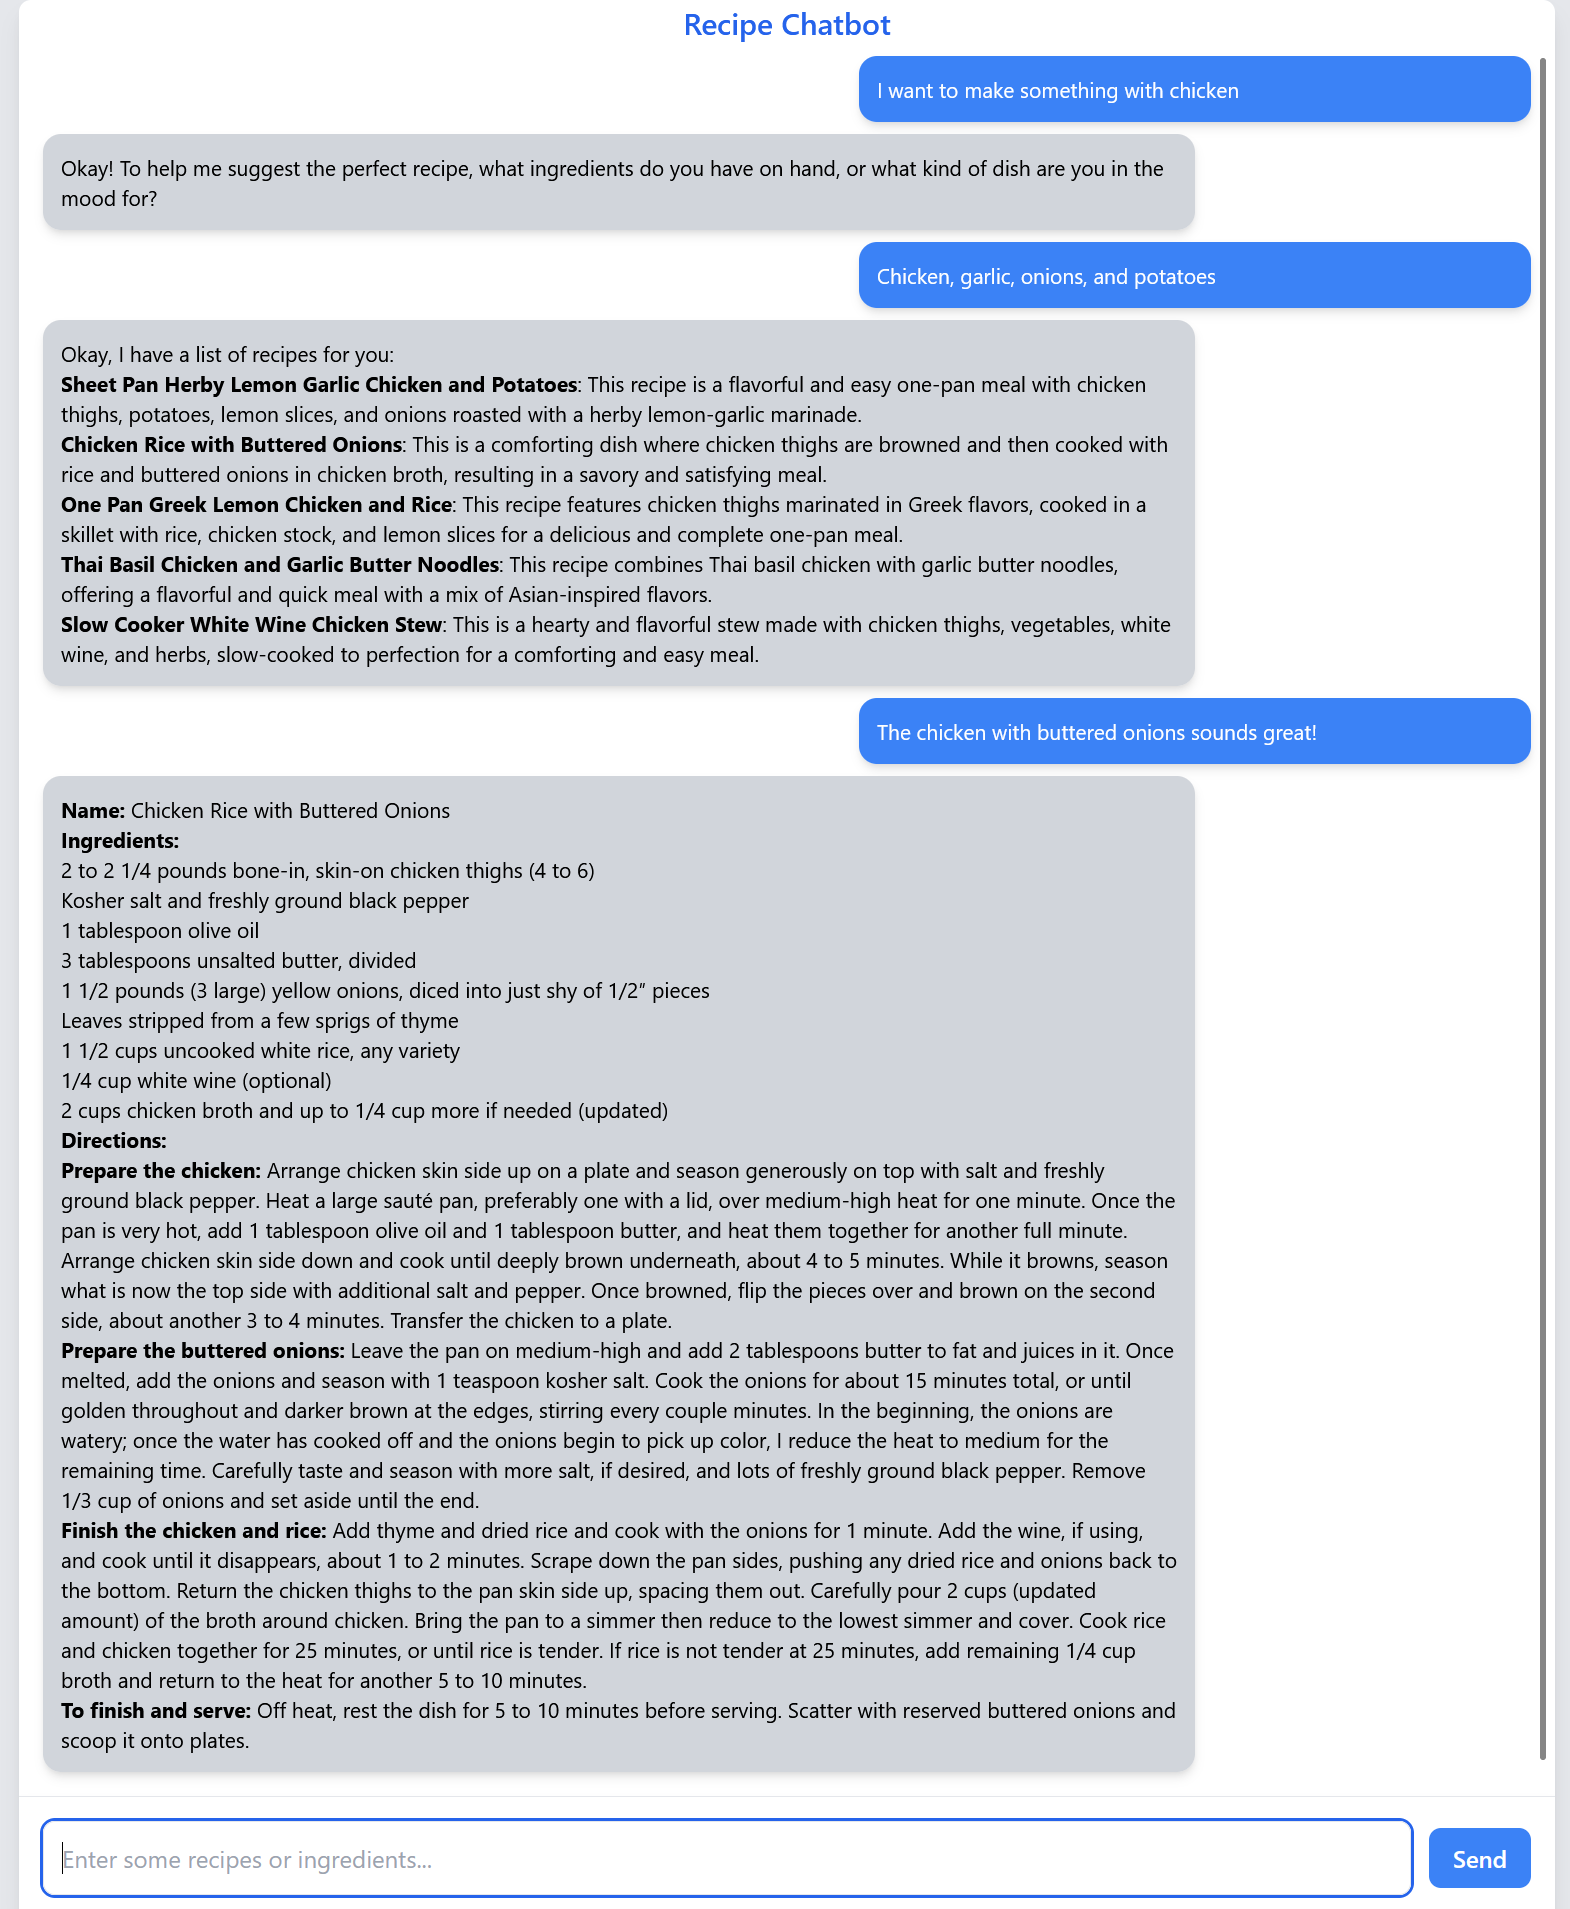 Recipe Chatbot
I want to make something with chicken
Okay! To help me suggest the perfect recipe, what ingredients do you have on hand, or what kind of dish are you in the
mood for?
Chicken, garlic, onions, and potatoes
Okay, I have a list of recipes for you:
Sheet Pan Herby Lemon Garlic Chicken and Potatoes: This recipe is a flavorful and easy one-pan meal with chicken
thighs, potatoes, lemon slices, and onions roasted with a herby lemon-garlic marinade.
Chicken Rice with Buttered Onions: This is a comforting dish where chicken thighs are browned and then cooked with
rice and buttered onions in chicken broth, resulting in a savory and satisfying meal.
One Pan Greek Lemon Chicken and Rice: This recipe features chicken thighs marinated in Greek flavors, cooked in a
skillet with rice, chicken stock, and lemon slices for a delicious and complete one-pan meal.
Thai Basil Chicken and Garlic Butter Noodles: This recipe combines Thai basil chicken with garlic butter noodles,
offering a flavorful and quick meal with a mix of Asian-inspired flavors.
Slow Cooker White Wine Chicken Stew: This is a hearty and flavorful stew made with chicken thighs, vegetables, white
wine, and herbs, slow-cooked to perfection for a comforting and easy meal.
The chicken with buttered onions sounds great!
Name: Chicken Rice with Buttered Onions
Ingredients:
2 to 2 1/4 pounds bone-in, skin-on chicken thighs (4 to 6)
Kosher salt and freshly ground black pepper
1 tablespoon olive oil
3 tablespoons unsalted butter, divided
1 1/2 pounds (3 large) yellow onions, diced into just shy of 1/2″ pieces
Leaves stripped from a few sprigs of thyme
1 1/2 cups uncooked white rice, any variety
1/4 cup white wine (optional)
2 cups chicken broth and up to 1/4 cup more if needed (updated)
Directions:
Prepare the chicken: Arrange chicken skin side up on a plate and season generously on top with salt and freshly
ground black pepper. Heat a large sauté pan, preferably one with a lid, over medium-high heat for one minute. Once the
pan is very hot, add 1 tablespoon olive oil and 1 tablespoon butter, and heat them together for another full minute.
Arrange chicken skin side down and cook until deeply brown underneath, about 4 to 5 minutes. While it browns, season
what is now the top side with additional salt and pepper. Once browned, flip the pieces over and brown on the second
side, about another 3 to 4 minutes. Transfer the chicken to a plate.
Prepare the buttered onions: Leave the pan on medium-high and add 2 tablespoons butter to fat and juices in it. Once
melted, add the onions and season with 1 teaspoon kosher salt. Cook the onions for about 15 minutes total, or until
golden throughout and darker brown at the edges, stirring every couple minutes. In the beginning, the onions are
watery; once the water has cooked off and the onions begin to pick up color, I reduce the heat to medium for the
remaining time. Carefully taste and season with more salt, if desired, and lots of freshly ground black pepper. Remove
1/3 cup of onions and set aside until the end.
Finish the chicken and rice: Add thyme and dried rice and cook with the onions for 1 minute. Add the wine, if using,
and cook until it disappears, about 1 to 2 minutes. Scrape down the pan sides, pushing any dried rice and onions back to
the bottom. Return the chicken thighs to the pan skin side up, spacing them out. Carefully pour 2 cups (updated
amount) of the broth around chicken. Bring the pan to a simmer then reduce to the lowest simmer and cover. Cook rice
and chicken together for 25 minutes, or until rice is tender. If rice is not tender at 25 minutes, add remaining 1/4 cup
broth and return to the heat for another 5 to 10 minutes.
To finish and serve: Off heat, rest the dish for 5 to 10 minutes before serving. Scatter with reserved buttered onions and
scoop it onto plates.
Enter some recipes or ingredients...
Send